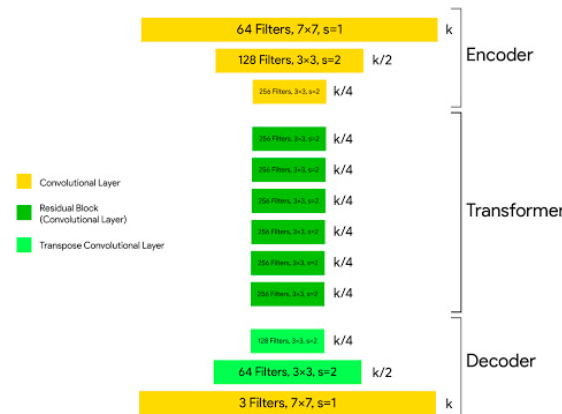 64 Filters, 7×7, s=1 k
128 Filters, 3×3, s=2 k/2
256 Filters, 3×3, s=2 k/4
Encoder
256 Filters, 3×3, s=2 k/4
256 Filters, 3×3, s=2 k/4
256 Filters, 3×3, s=2 k/4
256 Filters, 3×3, s=2 k/4
256 Filters, 3×3, s=2 k/4
256 Filters, 3×3, s=2 k/4
Transformer
Convolutional Layer
Residual Block
(Convolutional Layer)
Transpose Convolutional Layer
128 Filters, 3×3, s=2 k/4
64 Filters, 3×3, s=2 k/2
3 Filters, 7×7, s=1 k
Decoder